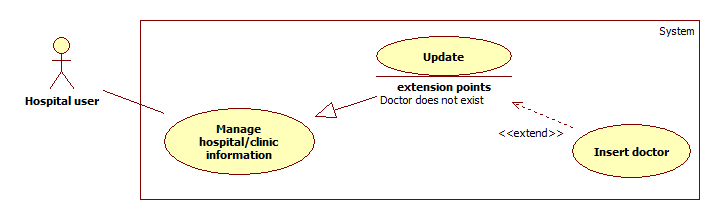 System
Update
extension points
Doctor does not exist
Hospital user
Manage
hospital/clinic
information
<<extend>>
Insert doctor